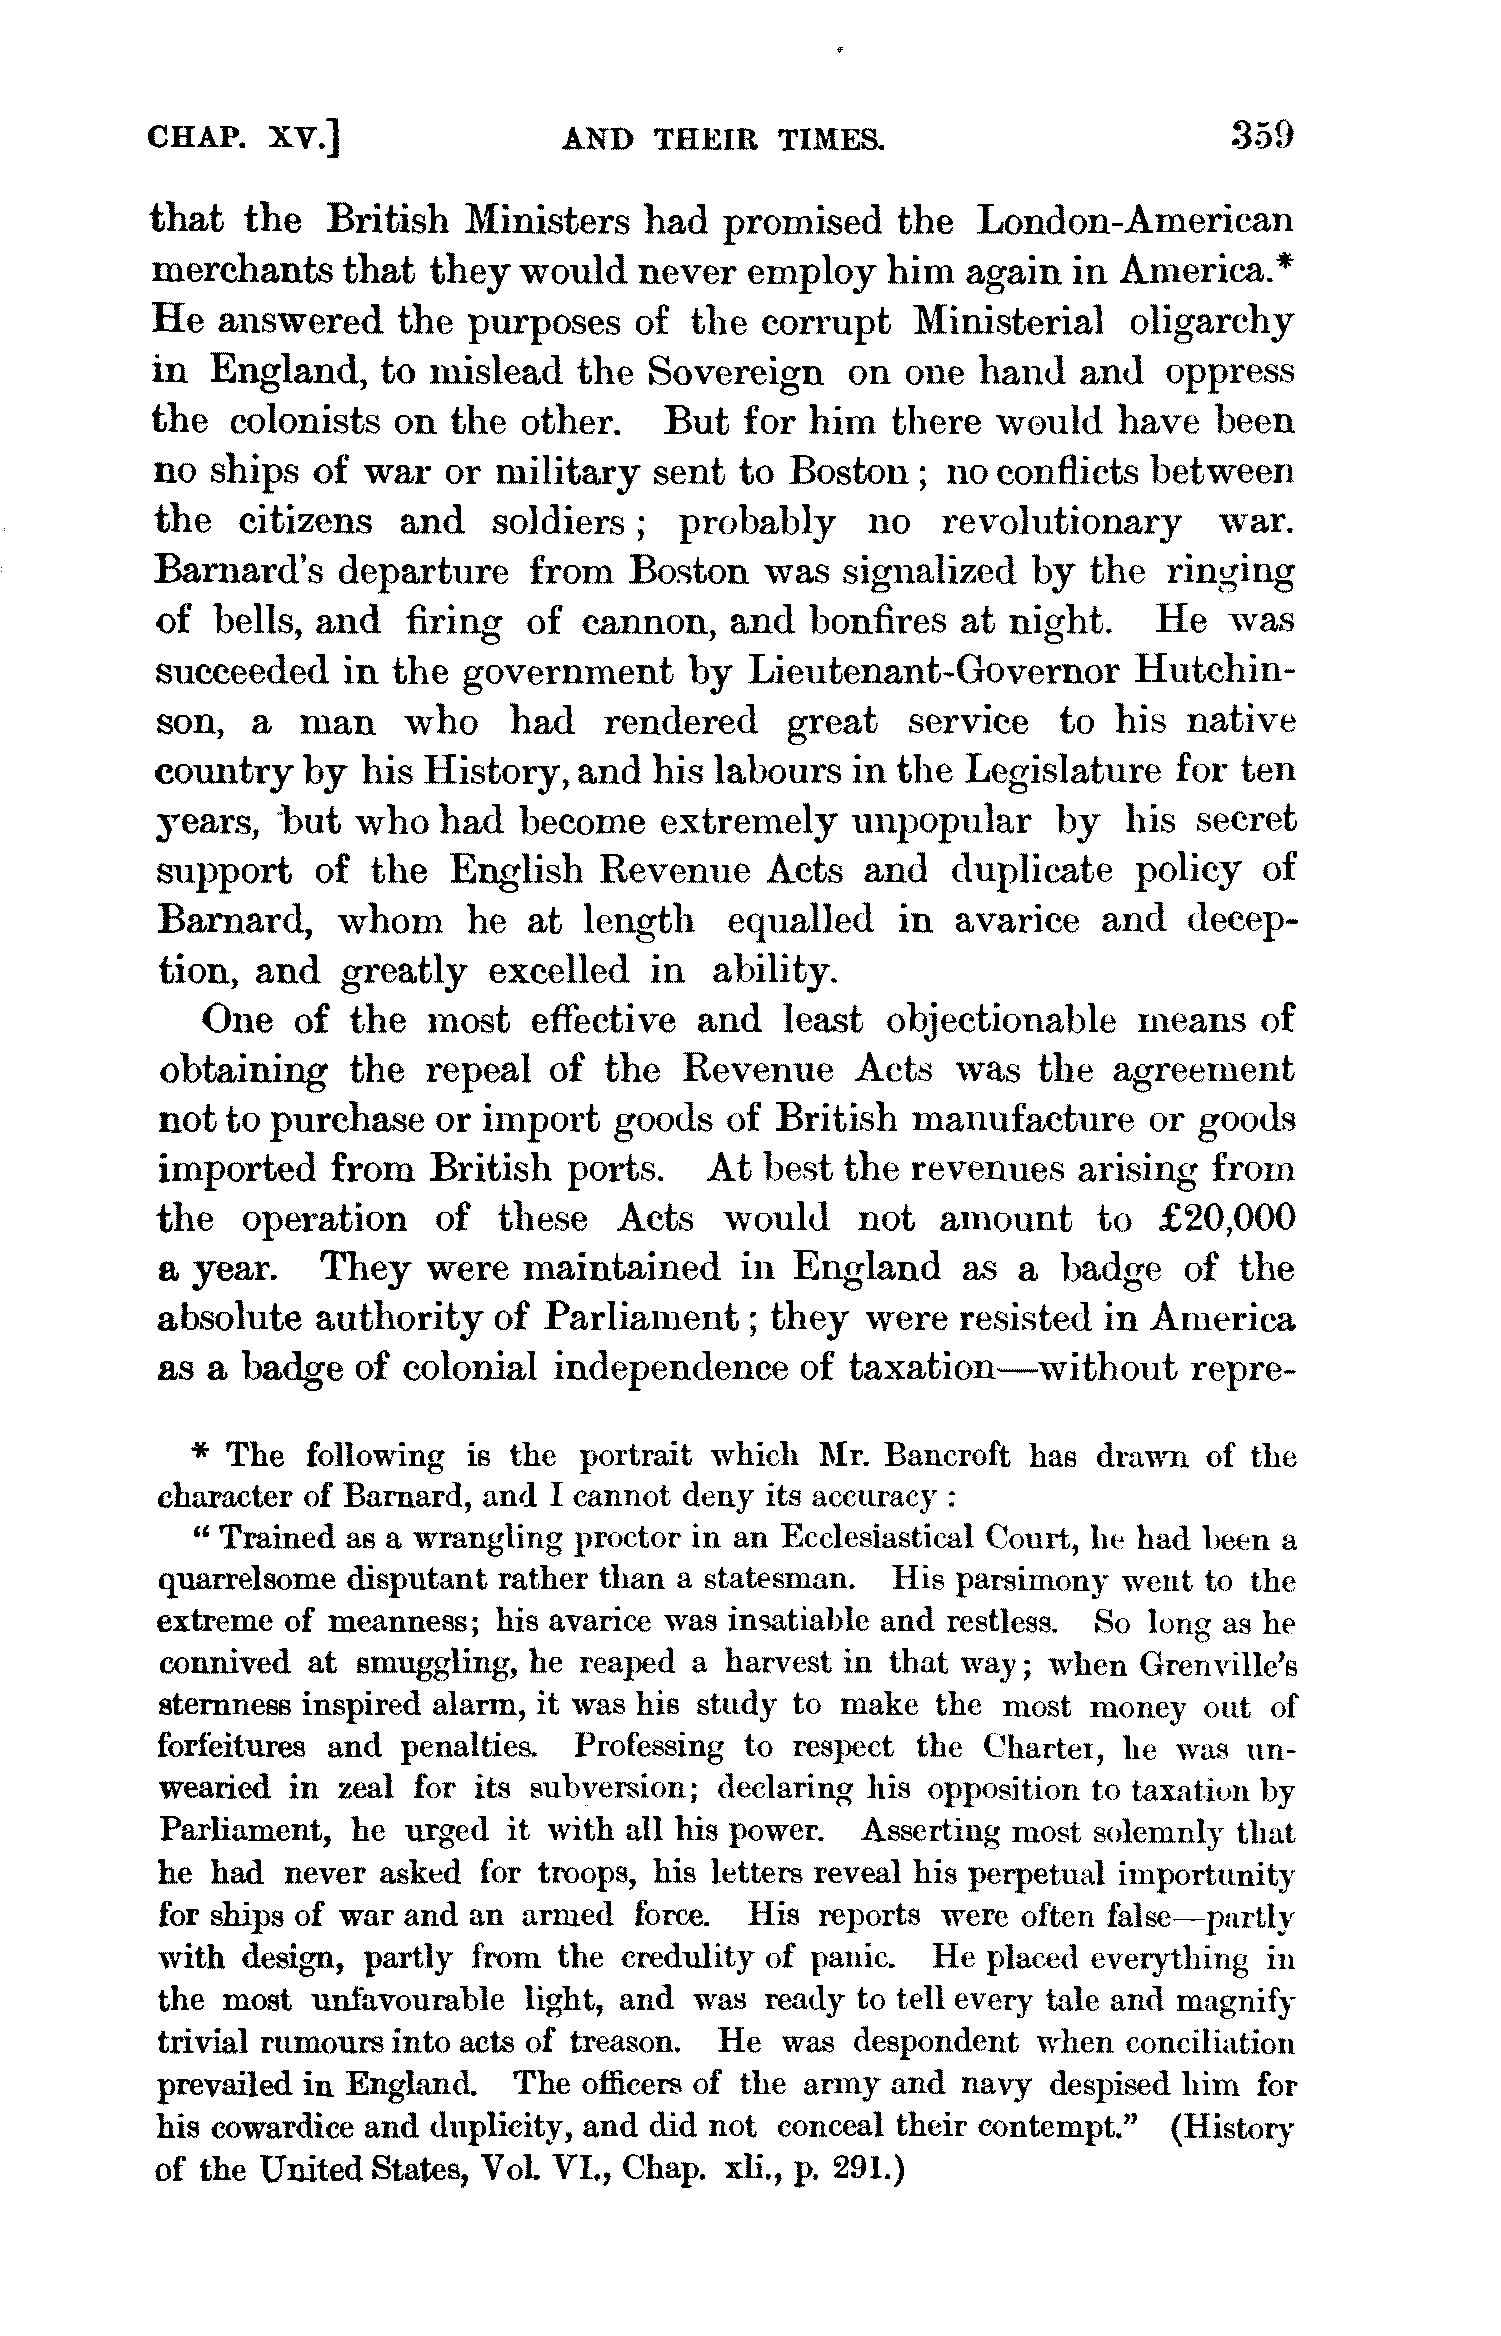 CHAP. XV.] AND THEIR TIMES. 359
that the British Ministers had promised the London-American
merchants that they would never employ him again in America.*
He answered the purposes of the corrupt Ministerial oligarchy
in England, to mislead the Sovereign on one hand and oppress
the colonists on the other. But for him there would have been
no ships of war or military sent to Boston ; no conflicts between
the citizens and soldiers ; probably no revolutionary war.
Barnard's departure from Boston was signalized by the ringing
of bells, and firing of cannon, and bonfires at night. He was
succeeded in the government by Lieutenant-Governor Hutchin-
son, a man who had rendered great service to his native
country by his History, and his labours in the Legislature for ten
years, but who had become extremely unpopular by his secret
support of the English Revenue Acts and duplicate policy of
Barnard, whom he at length equalled in avarice and decep-
tion, and greatly excelled in ability.
One of the most effective and least objectionable means of
obtaining the repeal of the Revenue Acts was the agreement
not to purchase or import goods of British manufacture or goods
imported from British ports. At best the revenues arising from
the operation of these Acts would not amount to £20,000
a year. They were maintained in England as a badge of the
absolute authority of Parliament ; they were resisted in America
as a badge of colonial independence of taxation—without repre-
* The following is the portrait which Mr. Bancroft has drawn of the
character of Barnard, and I cannot deny its accuracy :
" Trained as a wrangling proctor in an Ecclesiastical Court, he had been a
quarrelsome disputant rather than a statesman. His parsimony went to the
extreme of meanness; his avarice was insatiable and restless. So long as he
connived at smuggling, he reaped a harvest in that way; when Grenville's
sternness inspired alarm, it was his study to make the most money out of
forfeitures and penalties. Professing to respect the Charter, he was un-
wearied in zeal for its subversion; declaring his opposition to taxation by
Parliament, he urged it with all his power. Asserting most solemnly that
he had never asked for troops, his letters reveal his perpetual importunity
for ships of war and an armed force. His reports were often false—partly
with design, partly from the credulity of panic. He placed everything in
the most unfavourable light, and was ready to tell every tale and magnify
trivial rumours into acts of treason. He was despondent when conciliation
prevailed in England. The officers of the army and navy despised him for
his cowardice and duplicity, and did not conceal their contempt." (History
of the United States, Vol. VI., Chap. xli., p. 291.)